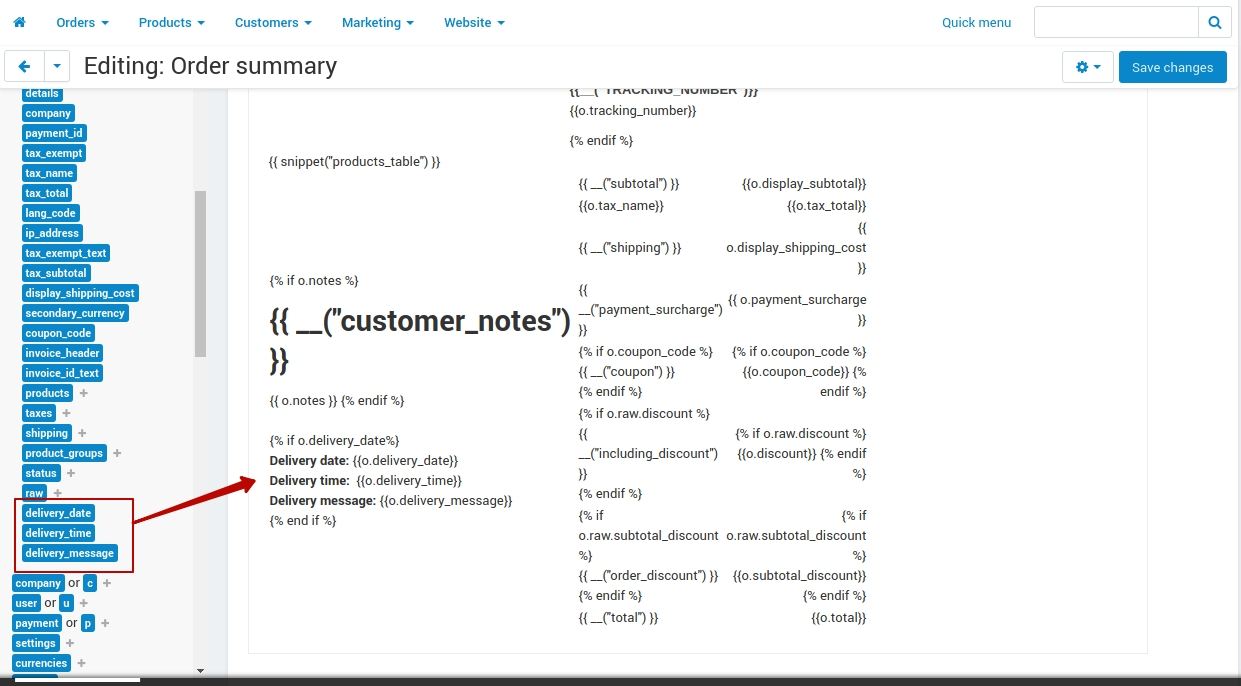 Orders Products Customers Marketing Website Quick menu
Editing: Order summary Save changes
details
company
payment_id
tax_exempt
tax_name
tax_total
lang_code
ip_address
tax_exempt_text
tax_subtotal
display_shipping_cost
secondary_currency
coupon_code
invoice_header
invoice_id_text
products +
taxes +
shipping +
product_groups +
status +
raw +
delivery_date
delivery_time
delivery_message
company or c +
user or u +
payment or p +
settings +
currencies +
{{__("TRACKING_NUMBER")}}
{{o.tracking_number}}
{% endif %}
{{ snippet("products_table") }}
{% if o.notes %}
{{ __("customer_notes")
}}
{{ o.notes }} {% endif %}
{% if o.delivery_date%}
Delivery date: {{o.delivery_date}}
Delivery time: {{o.delivery_time}}
Delivery message: {{o.delivery_message}}
{% end if %}
{{ __("subtotal") }} {{o.display_subtotal}}
{{o.tax_name}} {{o.tax_total}}
{{
{{ __("shipping") }} o.display_shipping_cost
}}
{{
__("payment_surcharge")
}}
{{ o.payment_surcharge
}}
{% if o.coupon_code %} {% if o.coupon_code %}
{{ __("coupon") }} {{o.coupon_code}} {%
{% endif %} endif %}
{% if o.raw.discount %}
{{
__("including_discount")
}}
{% endif %}
{% if o.raw.discount %}
{{o.discount}} {% endif
%}
{% if {% if
o.raw.subtotal_discount o.raw.subtotal_discount
%} %}
{{ __("order_discount") }} {{o.subtotal_discount}}
{% endif %} {% endif %}
{{ __("total") }} {{o.total}}